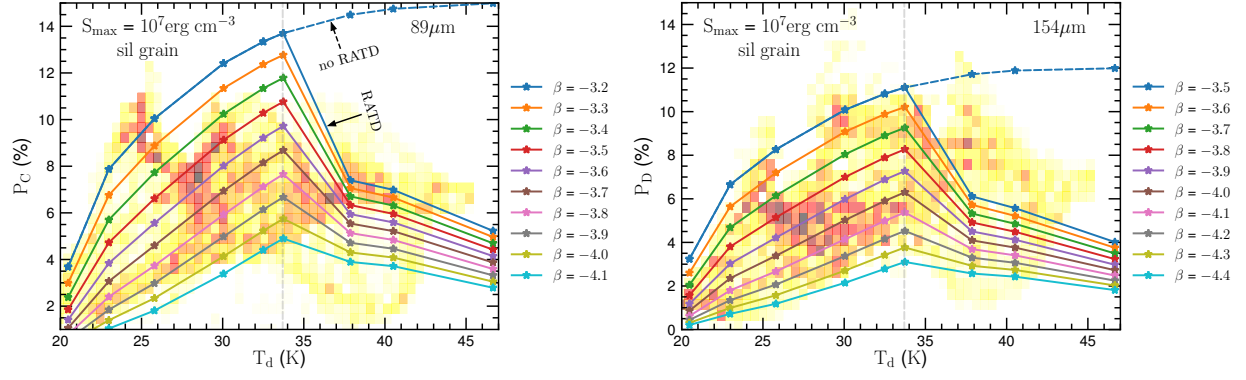 S_max = 10^7 erg cm^−3
sil grain
89μm
no RATD
RATD
P_C (%)
14
12
10
8
6
4
2
20 25 30 35 40 45
T_d (K)
β = −3.2
β = −3.3
β = −3.4
β = −3.5
β = −3.6
β = −3.7
β = −3.8
β = −3.9
β = −4.0
β = −4.1
S_max = 10^7 erg cm^−3
sil grain
154μm
P_D (%)
14
12
10
8
6
4
2
0
20 25 30 35 40 45
T_d (K)
β = −3.5
β = −3.6
β = −3.7
β = −3.8
β = −3.9
β = −4.0
β = −4.1
β = −4.2
β = −4.3
β = −4.4